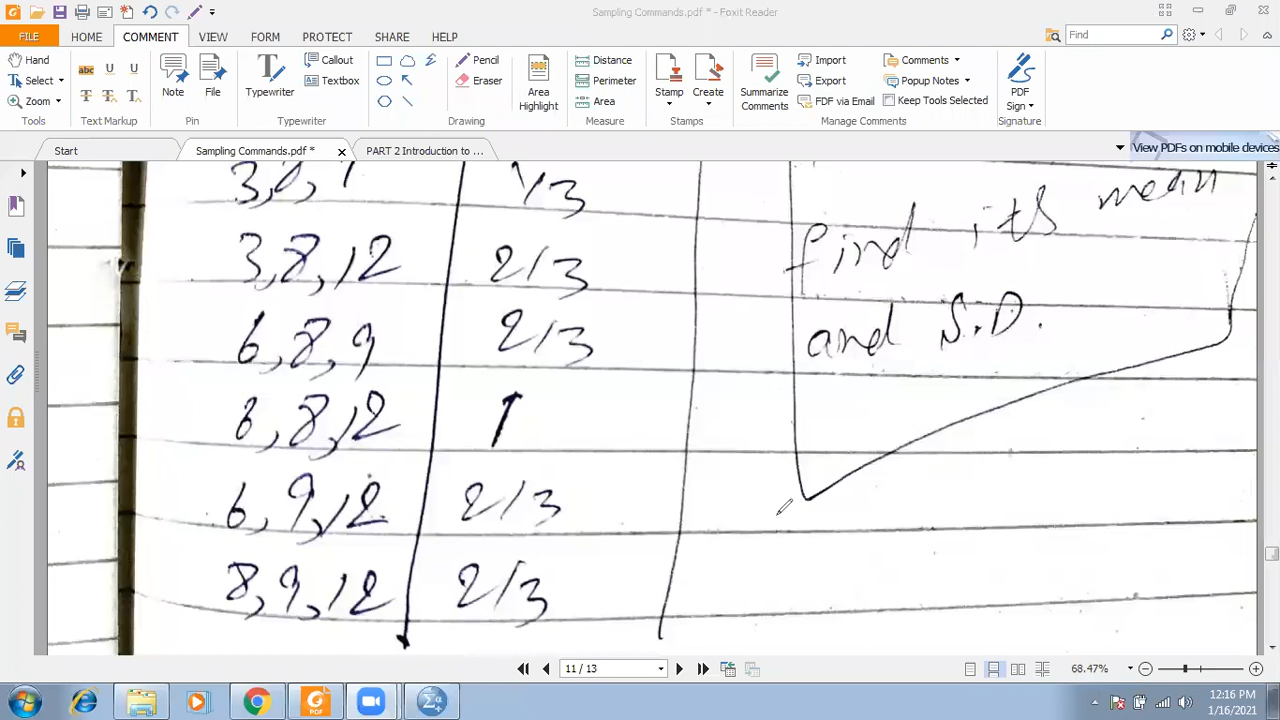 Sampling Commands.pdf * - Foxit Reader
FILE HOME COMMENT VIEW FORM PROTECT SHARE HELP
Find
Hand
Select
Zoom
Tools
abc U U
T T T
Text Markup
Note
File
Pin
Typewriter
Callout
Textbox
Typewriter
Pencil
Eraser
Drawing
Area Highlight
Distance
Perimeter
Area
Measure
Stamp
Create
Stamps
Summarize Comments
Import
Export
FDF via Email
Comments
Popup Notes
Keep Tools Selected
Manage Comments
PDF Sign
Signature
Start
Sampling Commands.pdf *
PART 2 Introduction to ...
View PDFs on mobile devices
1/3
3,8,12 2/3
6,8,9 2/3
6,8,12 1
6,9,12 2/3
8,9,12 2/3
find its mean
and S.D.
11 / 13
68.47%
12:16 PM
1/16/2021